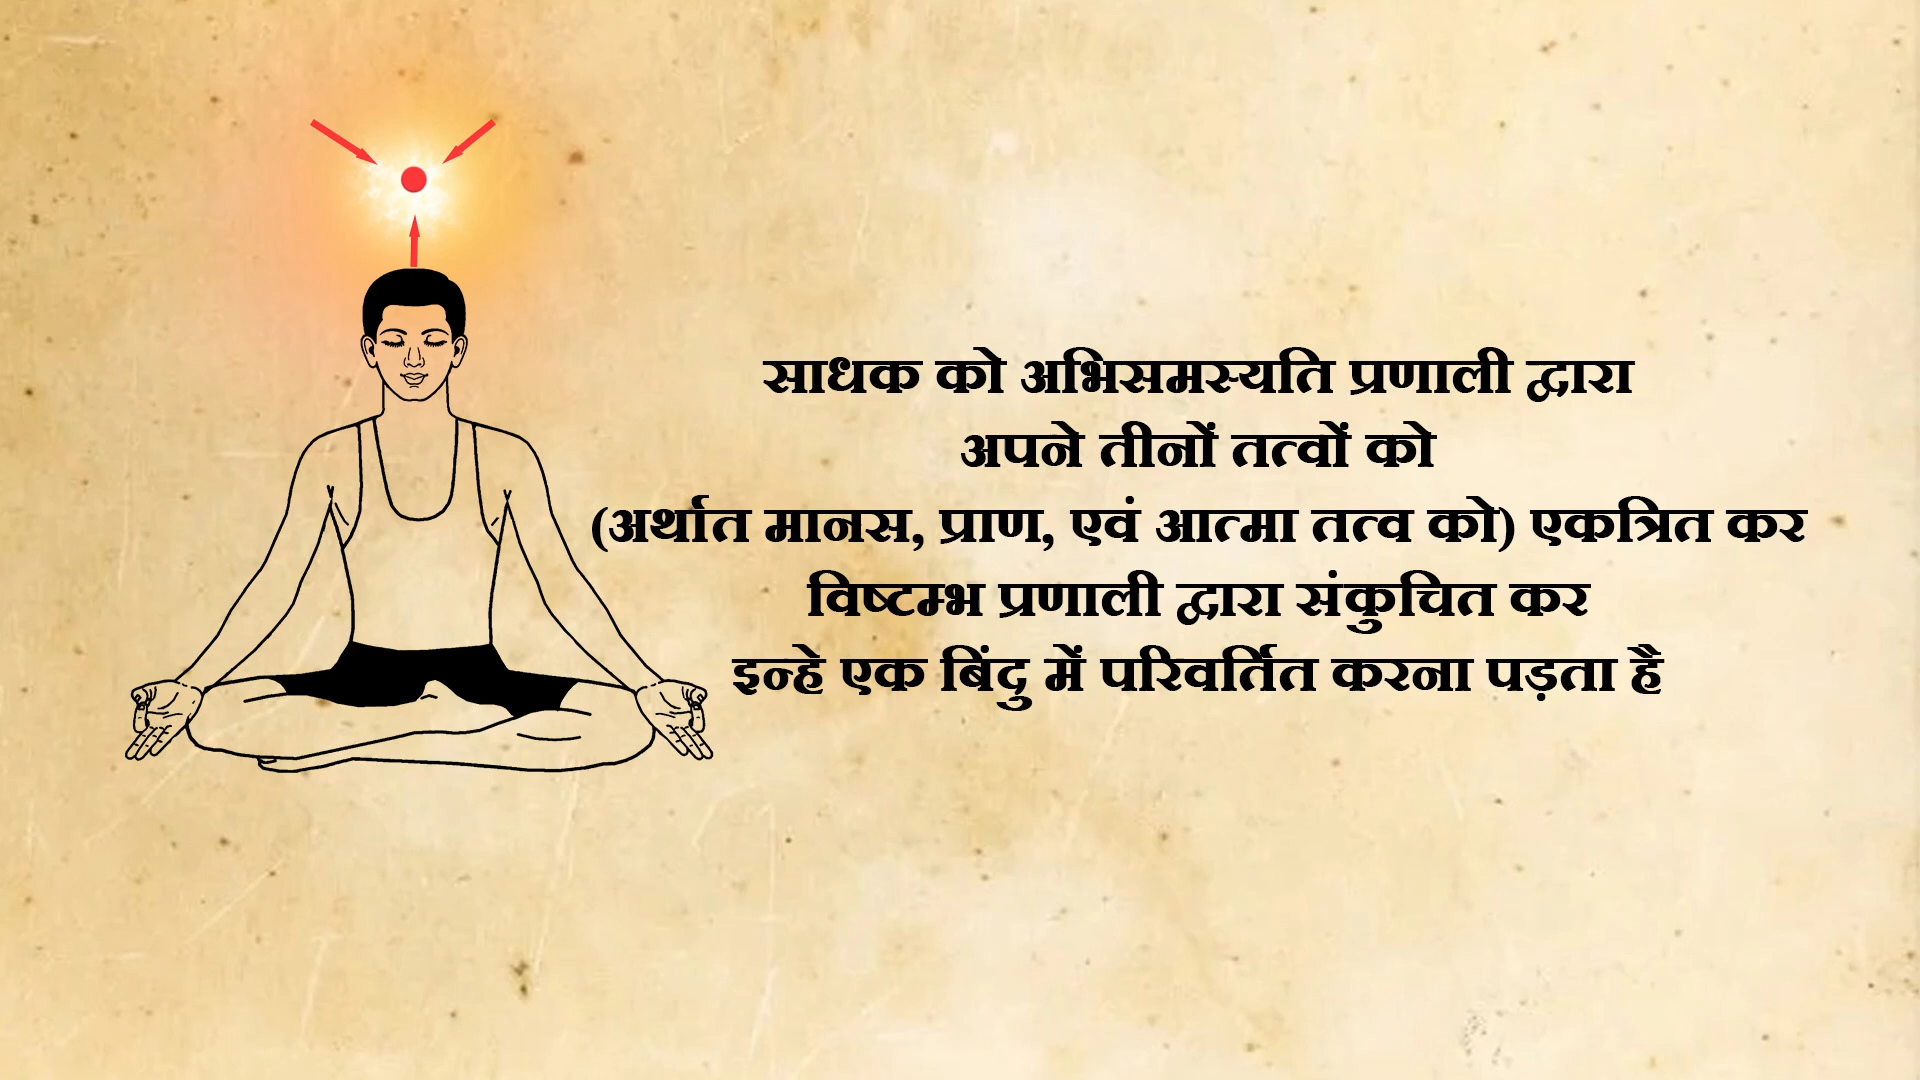 साधक को अभिसमस्यति प्रणाली द्वारा
अपने तीनों तत्वों को
(अर्थात मानस, प्राण, एवं आत्मा तत्व को) एकत्रित कर
विष्टम्भ प्रणाली द्वारा संकुचित कर
इन्हे एक बिंदु में परिवर्तित करना पड़ता है